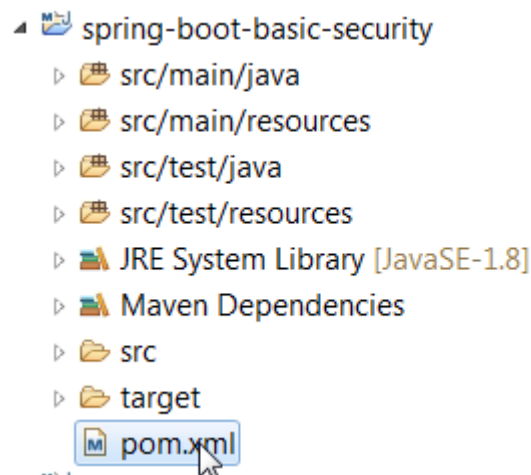 spring-boot-basic-security
src/main/java
src/main/resources
src/test/java
src/test/resources
JRE System Library [JavaSE-1.8]
Maven Dependencies
src
target
pom.xml